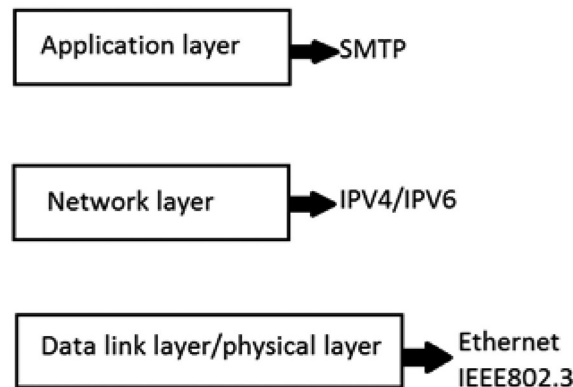 Application layer
SMTP
Network layer
IPV4/IPV6
Data link layer/physical layer
Ethernet
IEEE802.3